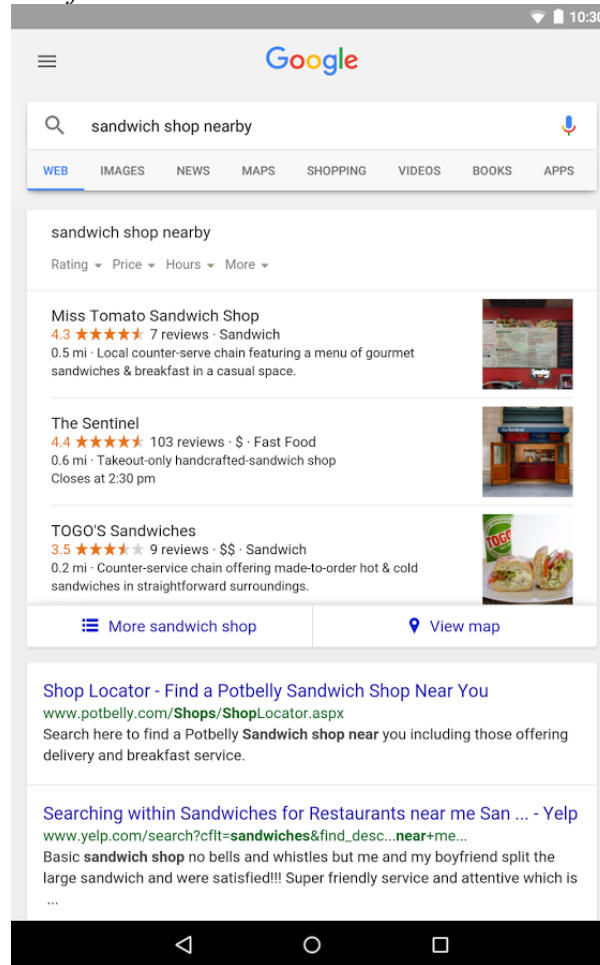 10:30
Google
sandwich shop nearby
WEB IMAGES NEWS MAPS SHOPPING VIDEOS BOOKS APPS
sandwich shop nearby
Rating Price Hours More
Miss Tomato Sandwich Shop
4.3 ★★★★★ 7 reviews · Sandwich
0.5 mi · Local counter-serve chain featuring a menu of gourmet
sandwiches & breakfast in a casual space.
The Sentinel
4.4 ★★★★★ 103 reviews · $ · Fast Food
0.6 mi · Takeout-only handcrafted-sandwich shop
Closes at 2:30 pm
TOGO'S Sandwiches
3.5 ★★★★★ 9 reviews · $$ · Sandwich
0.2 mi · Counter-service chain offering made-to-order hot & cold
sandwiches in straightforward surroundings.
TOGO
More sandwich shop
View map
Shop Locator - Find a Potbelly Sandwich Shop Near You
www.potbelly.com/Shops/ShopLocator.aspx
Search here to find a Potbelly Sandwich shop near you including those offering
delivery and breakfast service.
Searching within Sandwiches for Restaurants near me San ... - Yelp
www.yelp.com/search?cflt=sandwiches&find_desc...near+me...
Basic sandwich shop no bells and whistles but me and my boyfriend split the
large sandwich and were satisfied!!! Super friendly service and attentive which is
...